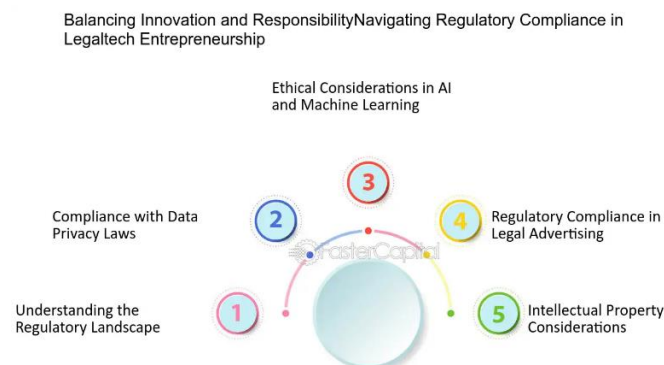 Balancing Innovation and ResponsibilityNavigating Regulatory Compliance in
Legaltech Entrepreneurship
Ethical Considerations in AI
and Machine Learning
3
2
4
Compliance with Data
Privacy Laws
Regulatory Compliance in
Legal Advertising
FasterCapital
1
5
Understanding the
Regulatory Landscape
Intellectual Property
Considerations